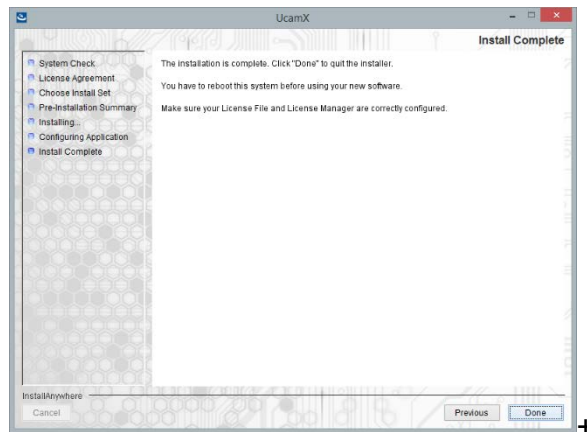 UcamX
Install Complete
System Check
License Agreement
Choose Install Set
Pre-Installation Summary
Installing...
Configuring Application
Install Complete
The installation is complete. Click "Done" to quit the installer.
You have to reboot this system before using your new software.
Make sure your License File and License Manager are correctly configured.
InstallAnywhere
Cancel
Previous
Done